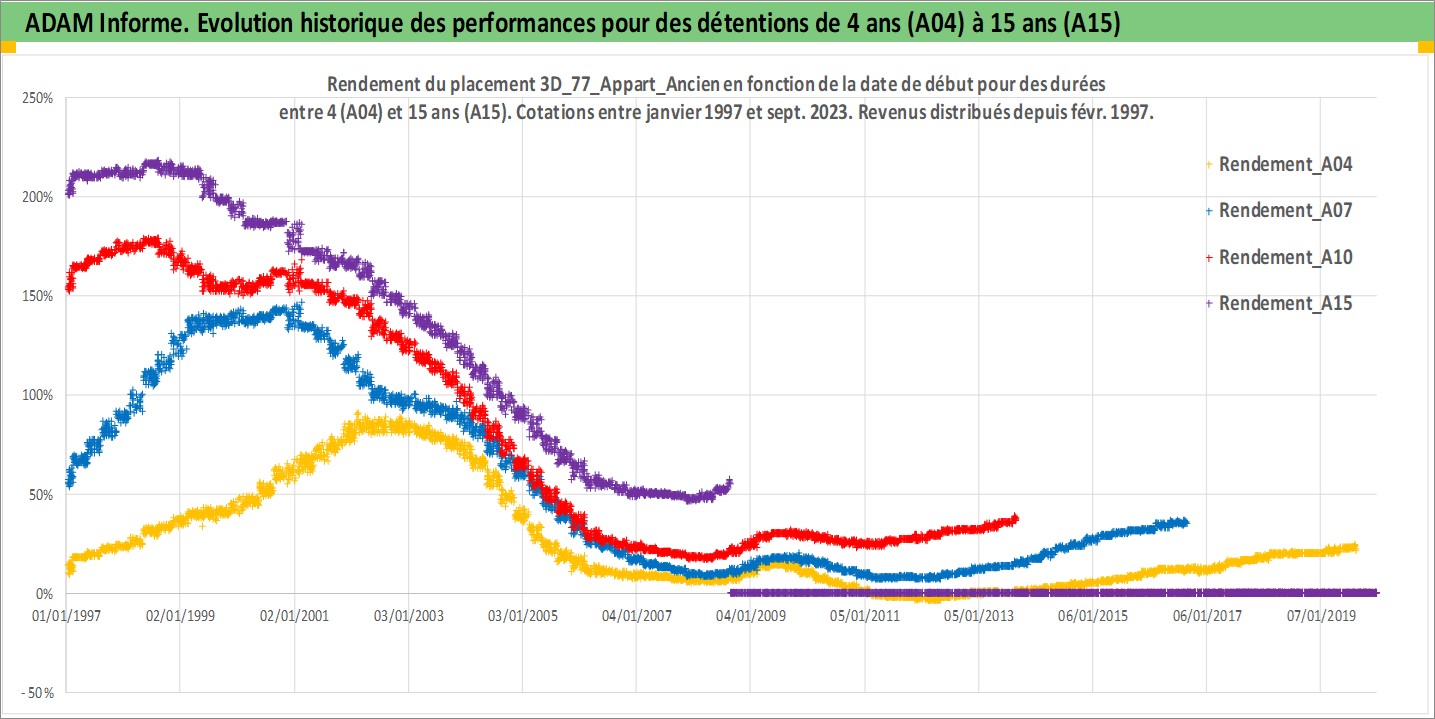 ADAM Informe. Evolution historique des performances pour des détentions de 4 ans (A04) à 15 ans (A15)
Rendement du placement 3D_77_Appart_Ancien en fonction de la date de début pour des durées
entre 4 (A04) et 15 ans (A15). Cotations entre janvier 1997 et sept. 2023. Revenus distribués depuis févr. 1997.
250%
200%
150%
100%
50%
0%
-50%
Rendement_A04
Rendement_A07
Rendement_A10
Rendement_A15
01/01/1997 02/01/1999 02/01/2001 03/01/2003 03/01/2005 04/01/2007 04/01/2009 05/01/2011 05/01/2013 06/01/2015 06/01/2017 07/01/2019